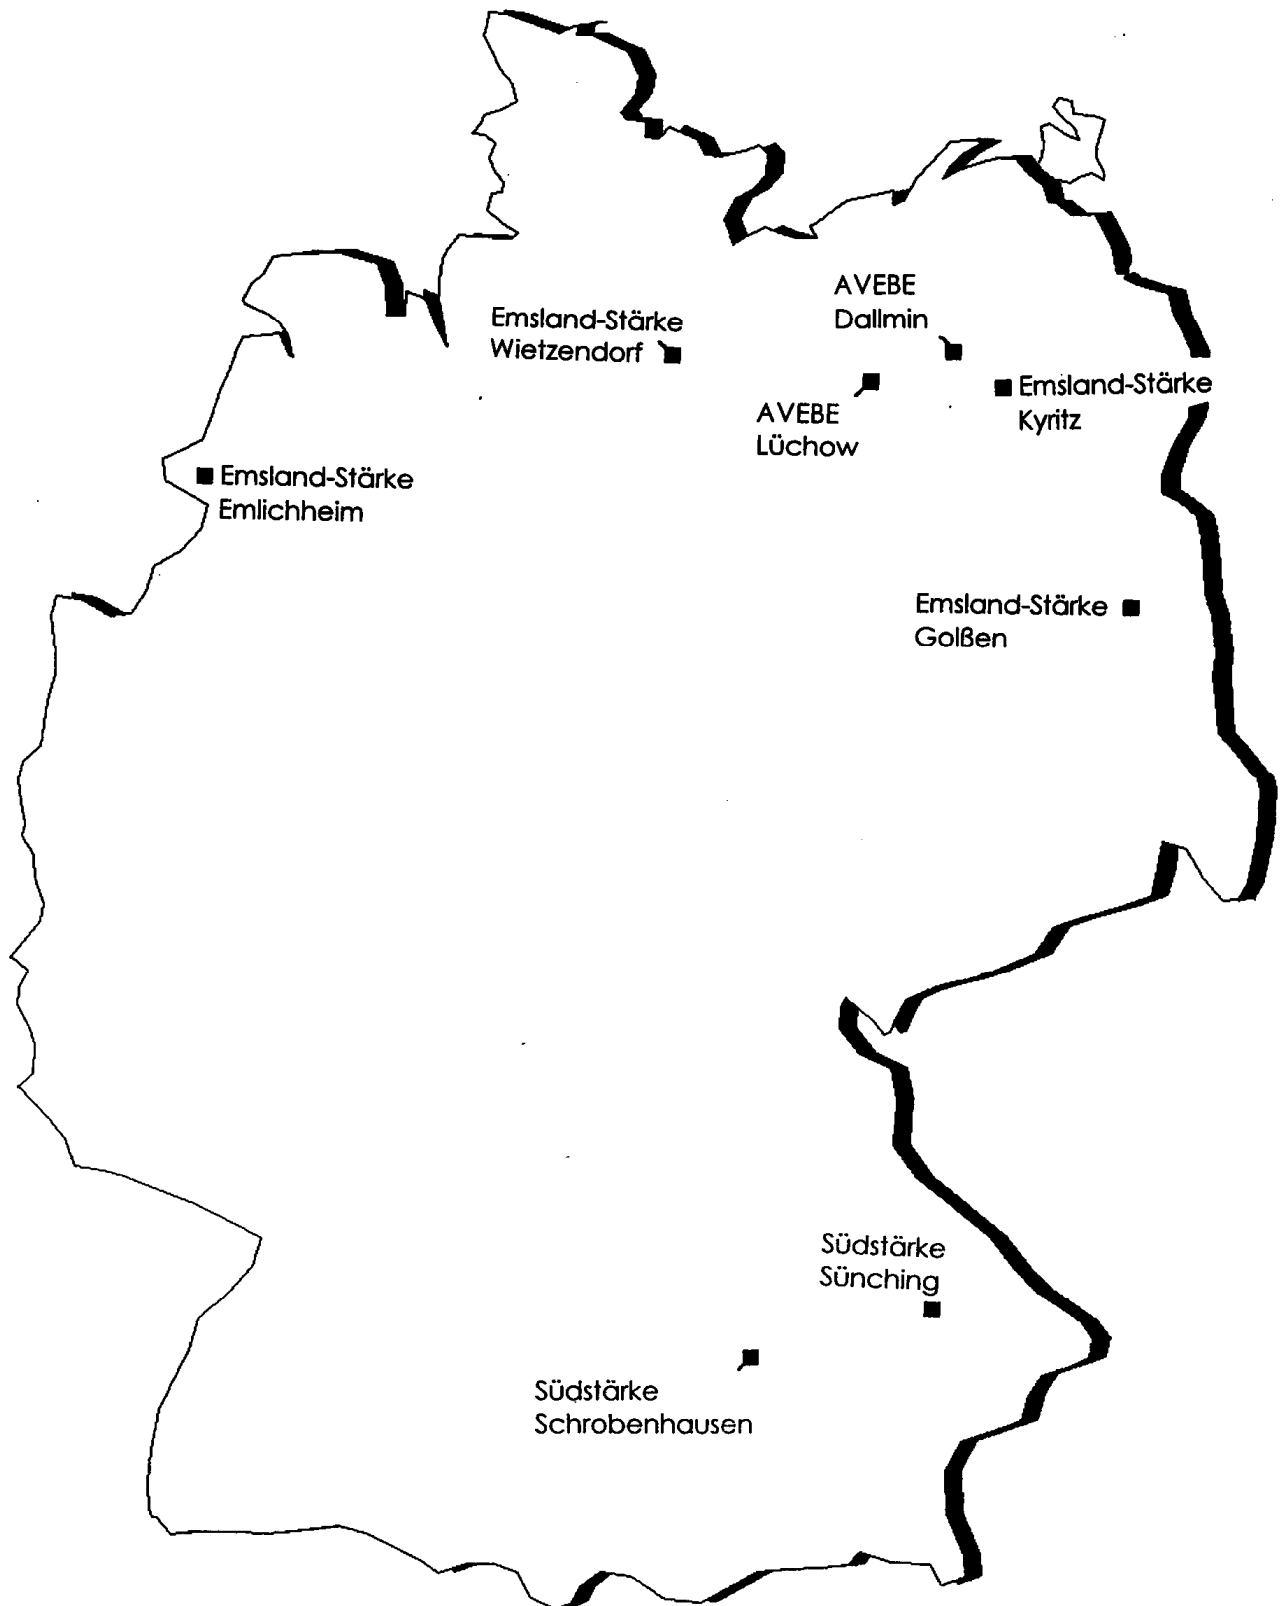 AVEBE
Dallmin
Emsland-Stärke
Wietzendorf
Emsland-Stärke
Kyritz
AVEBE
Lüchow
Emsland-Stärke
Emlichheim
Emsland-Stärke
Golßen
Südstärke
Sünching
Südstärke
Schrobenhausen